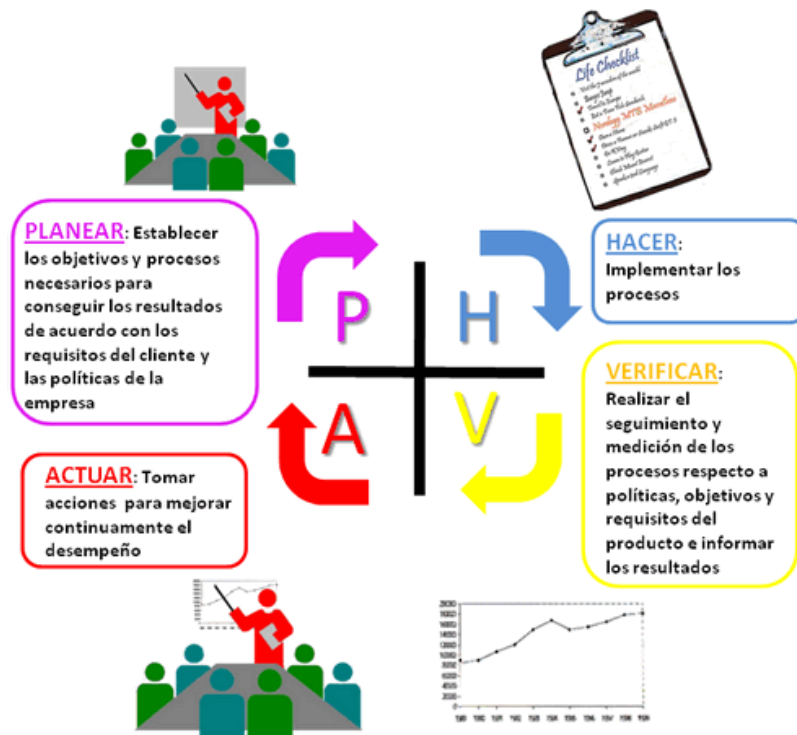 Life Checklist
PLANEAR: Establecer
los objetivos y procesos
necesarios para
conseguir los resultados
de acuerdo con los
requisitos del cliente y
las políticas de la
empresa
P
H
HACER:
Implementar los
procesos
A
V
VERIFICAR:
Realizar el
seguimiento y
medición de los
procesos respecto a
políticas, objetivos y
requisitos del
producto e informar
los resultados
ACTUAR: Tomar
acciones para mejorar
continuamente el
desempeño